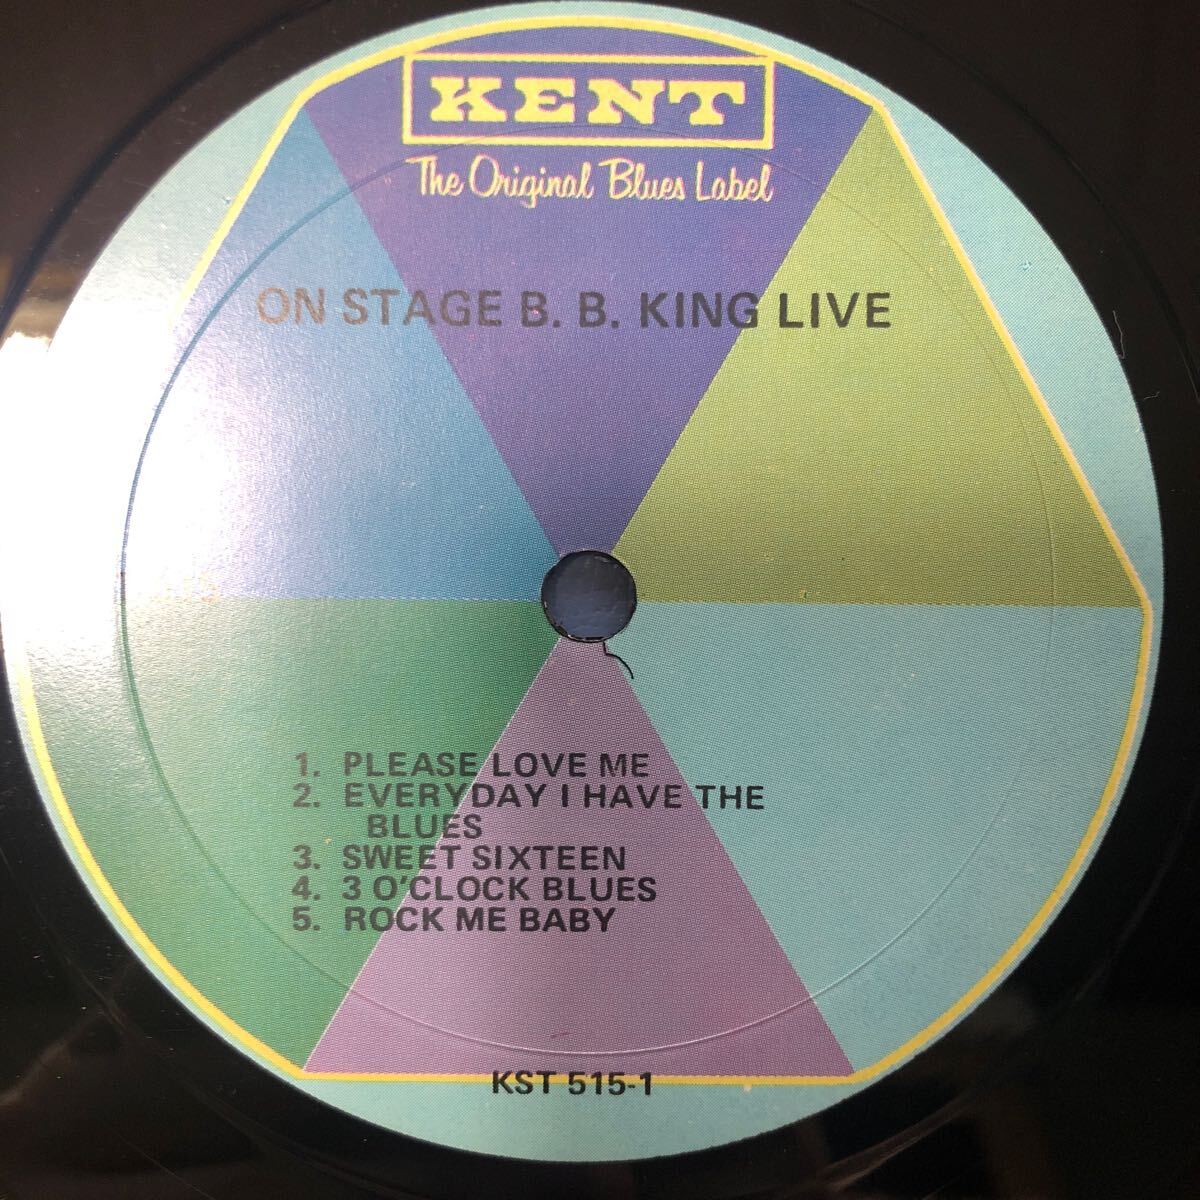 KENT
The Original Blues Label
ON STAGE B. B. KING LIVE
1. PLEASE LOVE ME
2. EVERYDAY I HAVE THE
BLUES
3. SWEET SIXTEEN
4. 3 O'CLOCK BLUES
5. ROCK ME BABY
KST 515-1